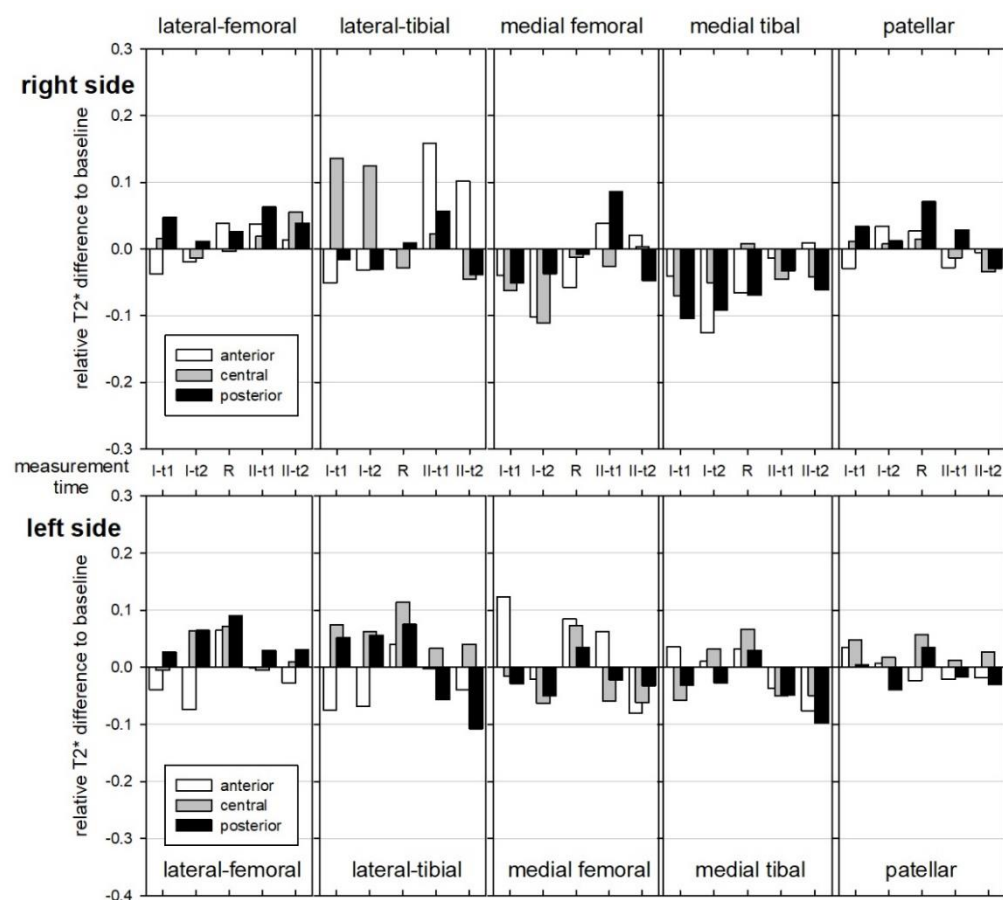 lateral-femoral lateral-tibial medial femoral medial tibal patellar
0.3
right side
0.2
0.1
0.0
-0.1
-0.2
-0.3
relative T2* difference to baseline
anterior
central
posterior
measurement time
I-t1 I-t2 R II-t1 II-t2 I-t1 I-t2 R II-t1 II-t2 I-t1 I-t2 R II-t1 II-t2 I-t1 I-t2 R II-t1 II-t2 I-t1 I-t2 R II-t1 II-t2
0.3
left side
0.2
0.1
0.0
-0.1
-0.2
-0.3
-0.4
relative T2* difference to baseline
anterior
central
posterior
lateral-femoral lateral-tibial medial femoral medial tibal patellar